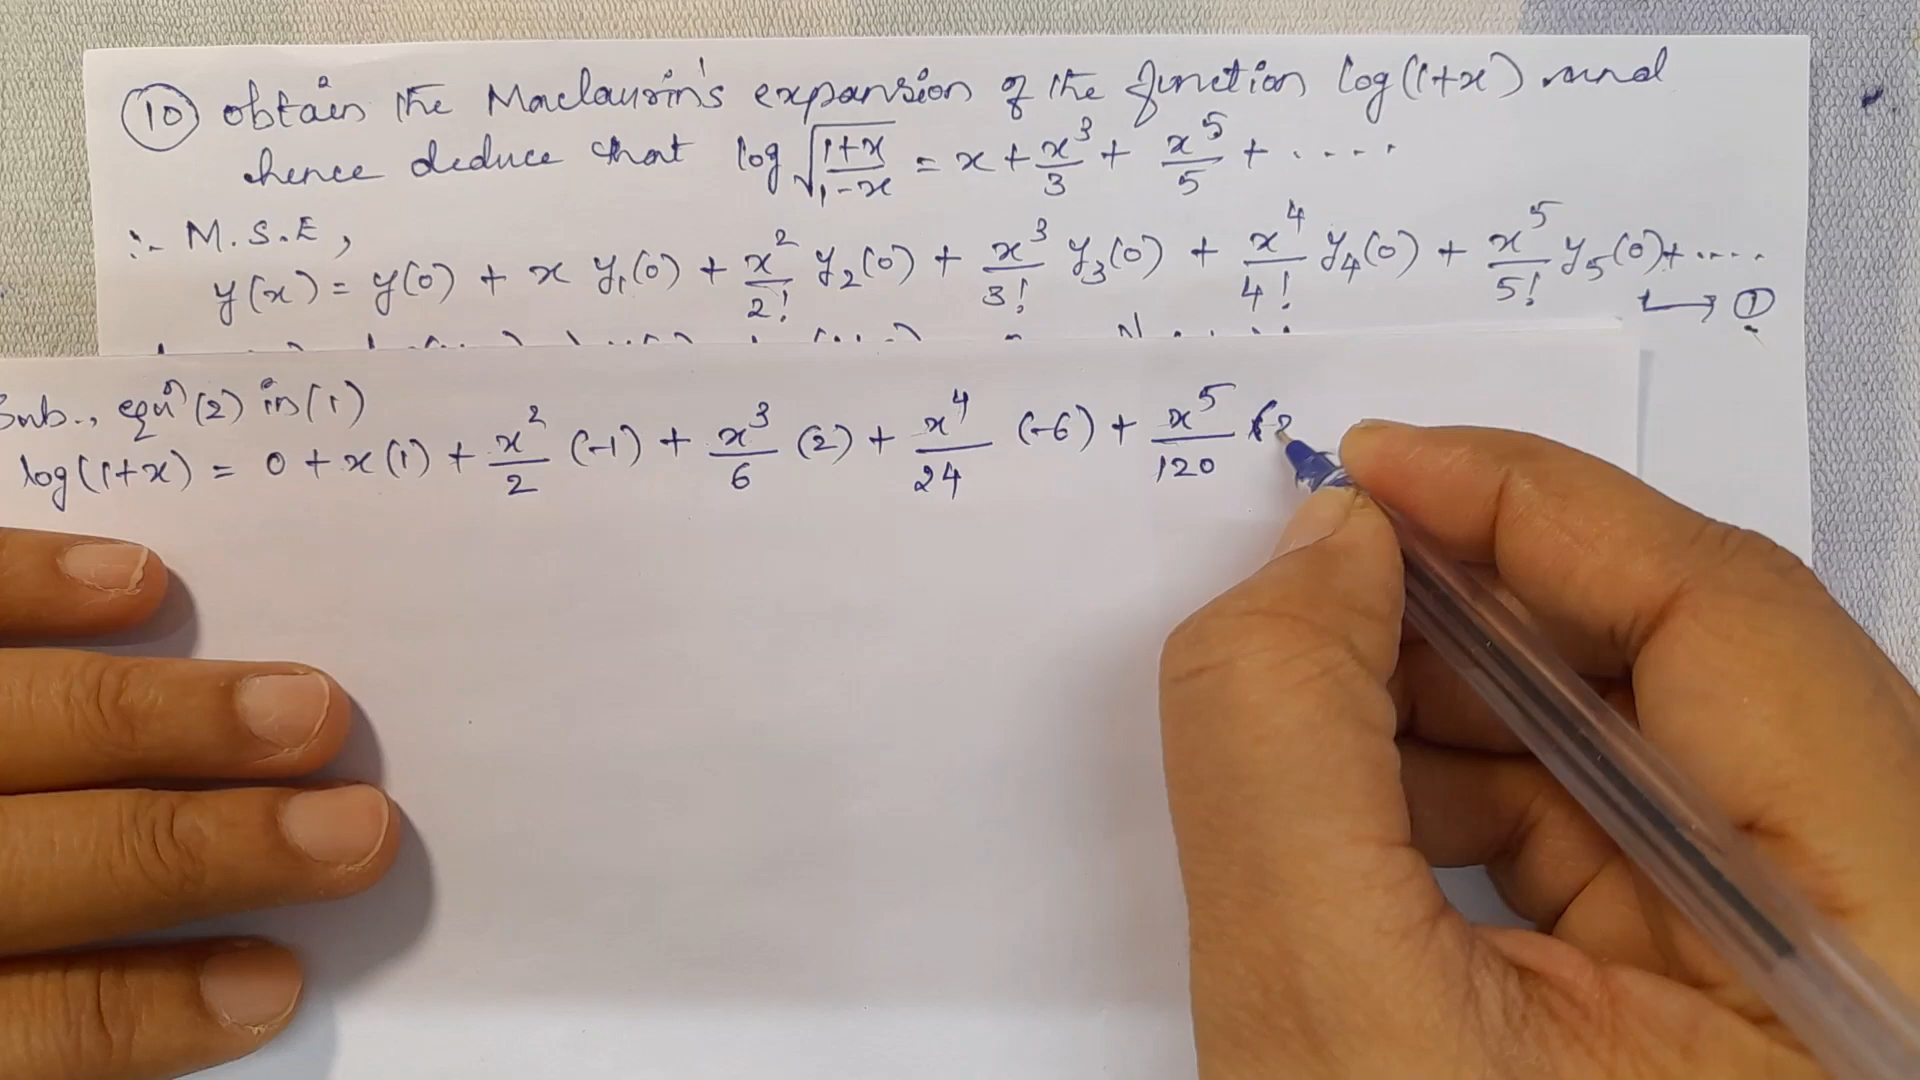 10 obtain the Maclaurin's expansion of the function log(1+x) and
hence deduce that log √((1+x)/(1-x)) = x + x³/3 + x⁵/5 + .....
:- M.S.E,
y(x) = y(0) + x y₁(0) + x²/2! y₂(0) + x³/3! y₃(0) + x⁴/4! y₄(0) + x⁵/5! y₅(0) + ....
→ ①
Sub., equⁿ (2) in (1)
log(1+x) = 0 + x(1) + x²/2 (-1) + x³/6 (2) + x⁴/24 (-6) + x⁵/120 (2